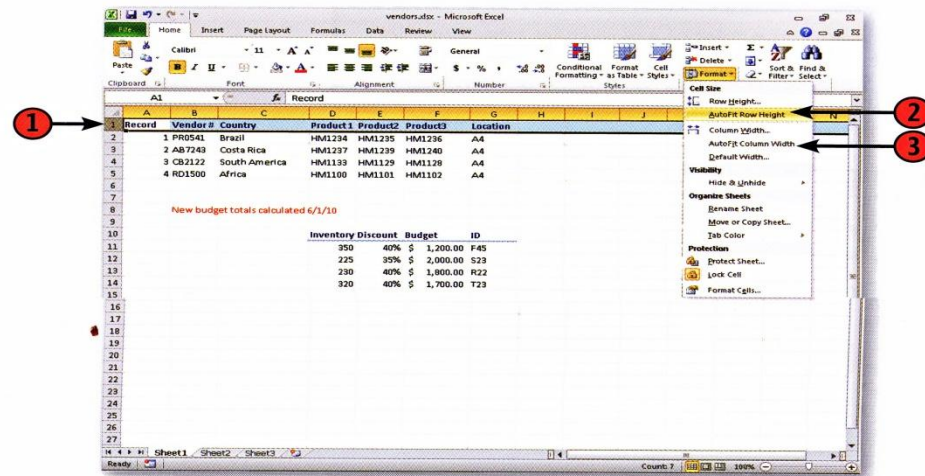 vendors.xlsx - Microsoft Excel
File Home Insert Page Layout Formulas Data Review View
Calibri 11 A A General Insert Σ
Paste B I U A $ % , Conditional Formatting Format as Table Cell Styles Delete Format Sort & Filter Find & Select
Clipboard Font Alignment Number Styles
A1 fx Record
A B C D E F G H I J N
1 Record Vendor # Country Product 1 Product2 Product3 Location
2 1 PR0541 Brazil HM1234 HM1235 HM1236 A4
3 2 AB7243 Costa Rica HM1237 HM1239 HM1240 A4
4 3 CB2122 South America HM1133 HM1129 HM1128 A4
5 4 RD1500 Africa HM1100 HM1101 HM1102 A4
6
7
8 New budget totals calculated 6/1/10
9
10 Inventory Discount Budget ID
11 350 40% $ 1,200.00 F45
12 225 35% $ 2,000.00 S23
13 230 40% $ 1,800.00 R22
14 320 40% $ 1,700.00 T23
15
16
17
18
19
20
21
22
23
24
25
26
27
Cell Size
Row Height...
AutoFit Row Height
Column Width...
AutoFit Column Width
Default Width...
Visibility
Hide & Unhide
Organize Sheets
Rename Sheet
Move or Copy Sheet...
Tab Color
Protection
Protect Sheet...
Lock Cell
Format Cells...
1
2
3
Sheet1 Sheet2 Sheet3
Ready Count: 7 100%